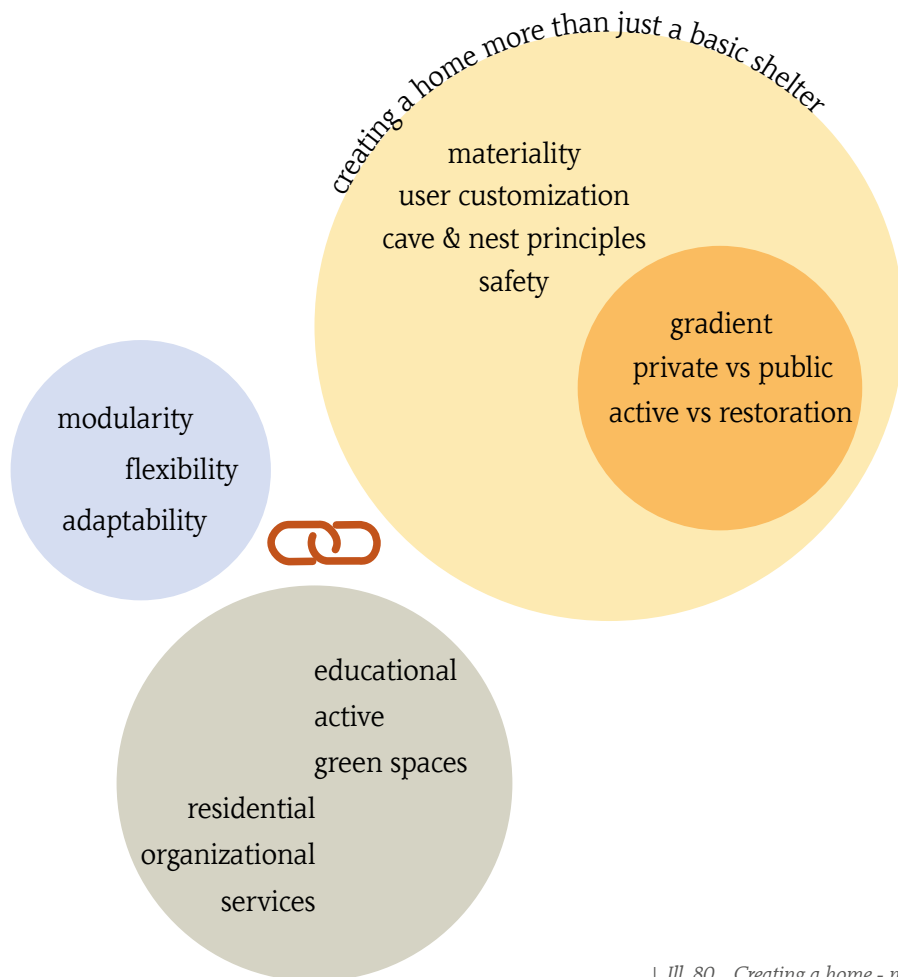 creating a home more than just a basic shelter
materiality
user customization
cave & nest principles
safety
gradient
private vs public
active vs restoration
modularity
flexibility
adaptability
educational
active
green spaces
residential
organizational
services
| Ill. 80 Creating a home -